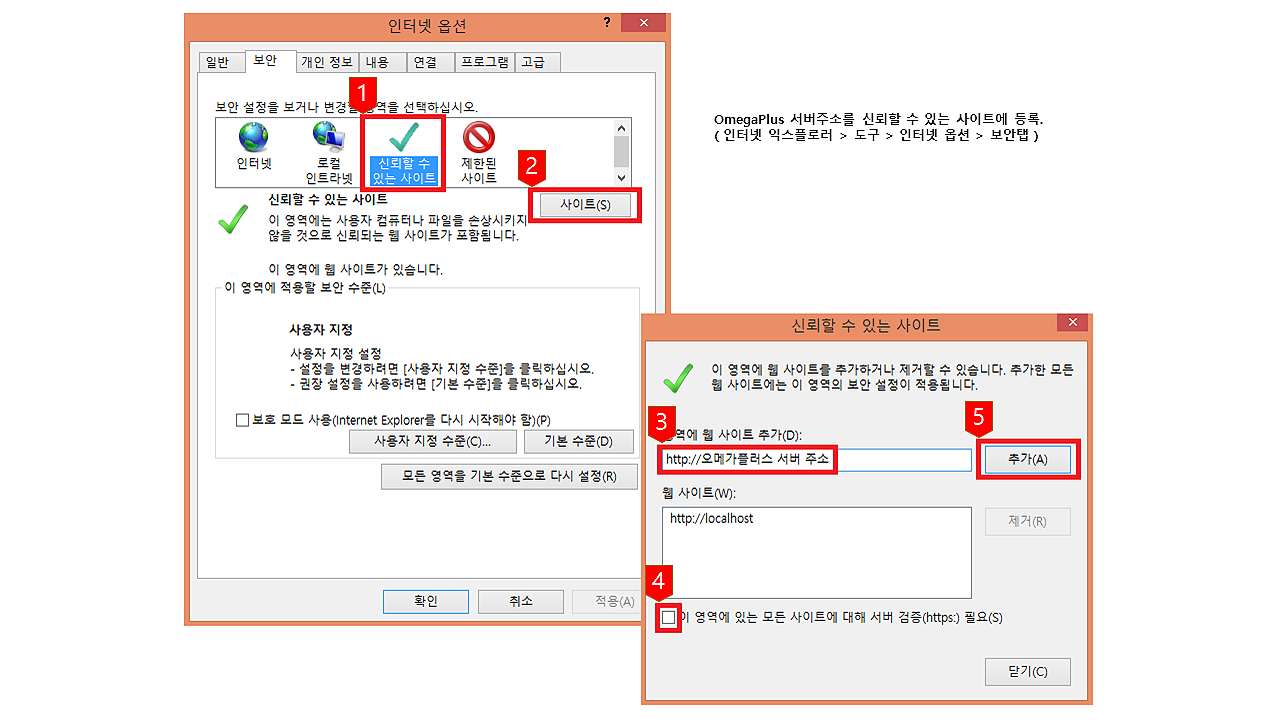 인터넷 옵션
?
일반
보안
개인 정보
내용
연결
프로그램
고급
1
보안 설정을 보거나 변경할 영역을 선택하십시오.
인터넷
로컬
인트라넷
신뢰할 수
있는 사이트
제한된
사이트
2
신뢰할 수 있는 사이트
사이트(S)
이 영역에는 사용자 컴퓨터나 파일을 손상시키지
않을 것으로 신뢰되는 웹 사이트가 포함됩니다.
이 영역에 웹 사이트가 있습니다.
이 영역에 적용할 보안 수준(L)
사용자 지정
사용자 지정 설정
- 설정을 변경하려면 [사용자 지정 수준]을 클릭하십시오.
- 권장 설정을 사용하려면 [기본 수준]을 클릭하십시오.
보호 모드 사용(Internet Explorer를 다시 시작해야 함)(P)
사용자 지정 수준(C)...
기본 수준(D)
모든 영역을 기본 수준으로 다시 설정(R)
확인
취소
적용(A)
OmegaPlus 서버주소를 신뢰할 수 있는 사이트에 등록.
( 인터넷 익스플로러 > 도구 > 인터넷 옵션 > 보안탭 )
신뢰할 수 있는 사이트
이 영역에 웹 사이트를 추가하거나 제거할 수 있습니다. 추가한 모든
웹 사이트에는 이 영역의 보안 설정이 적용됩니다.
3
영역에 웹 사이트 추가(D):
5
http://오메가플러스 서버 주소
추가(A)
웹 사이트(W):
http://localhost
제거(R)
4
이 영역에 있는 모든 사이트에 대해 서버 검증(https:) 필요(S)
닫기(C)